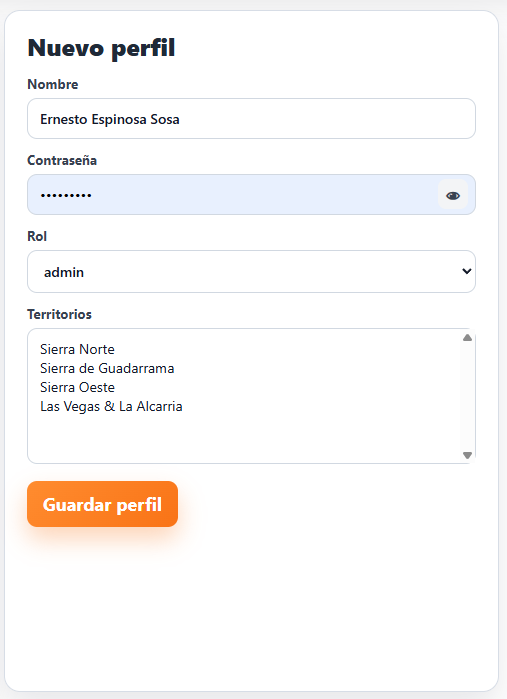 Nuevo perfil
Nombre
Ernesto Espinosa Sosa
Contraseña
•••••••••
Rol
admin
Territorios
Sierra Norte
Sierra de Guadarrama
Sierra Oeste
Las Vegas & La Alcarria
Guardar perfil